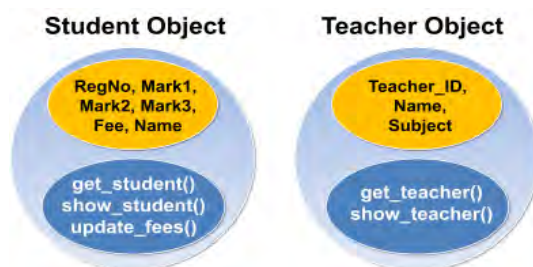 Student Object
RegNo, Mark1,
Mark2, Mark3,
Fee, Name
get_student()
show_student()
update_fees()
Teacher Object
Teacher_ID,
Name,
Subject
get_teacher()
show_teacher()